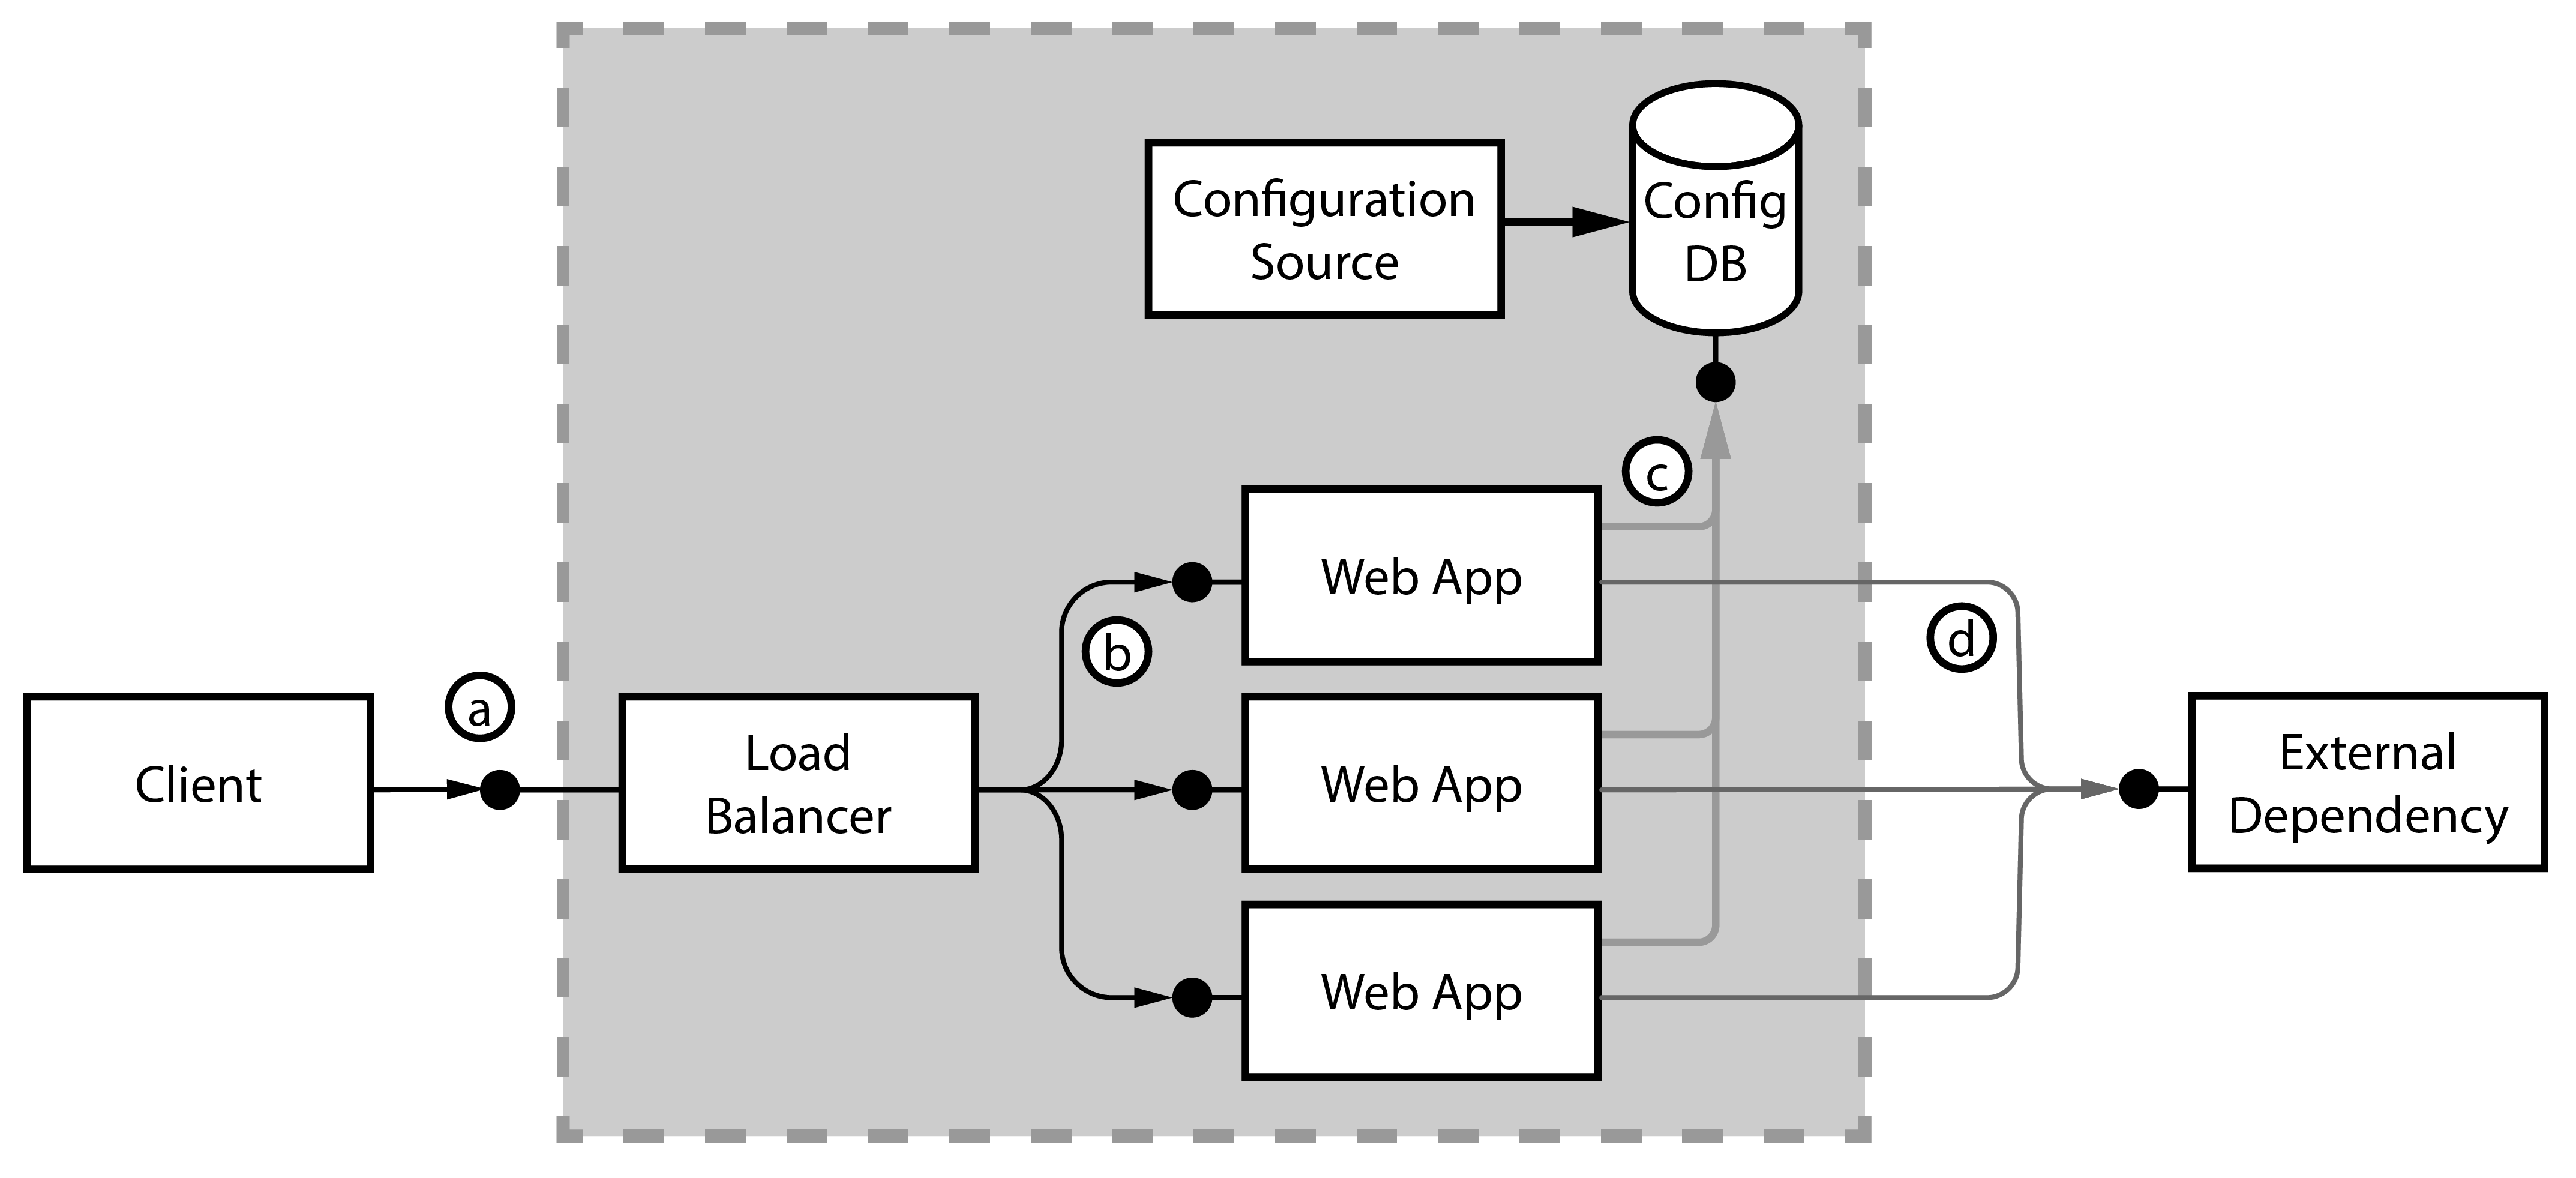 Configuration
Source
Config
DB
c
Web App
b
d
a
Client
Load
Balancer
Web App
External
Dependency
Web App